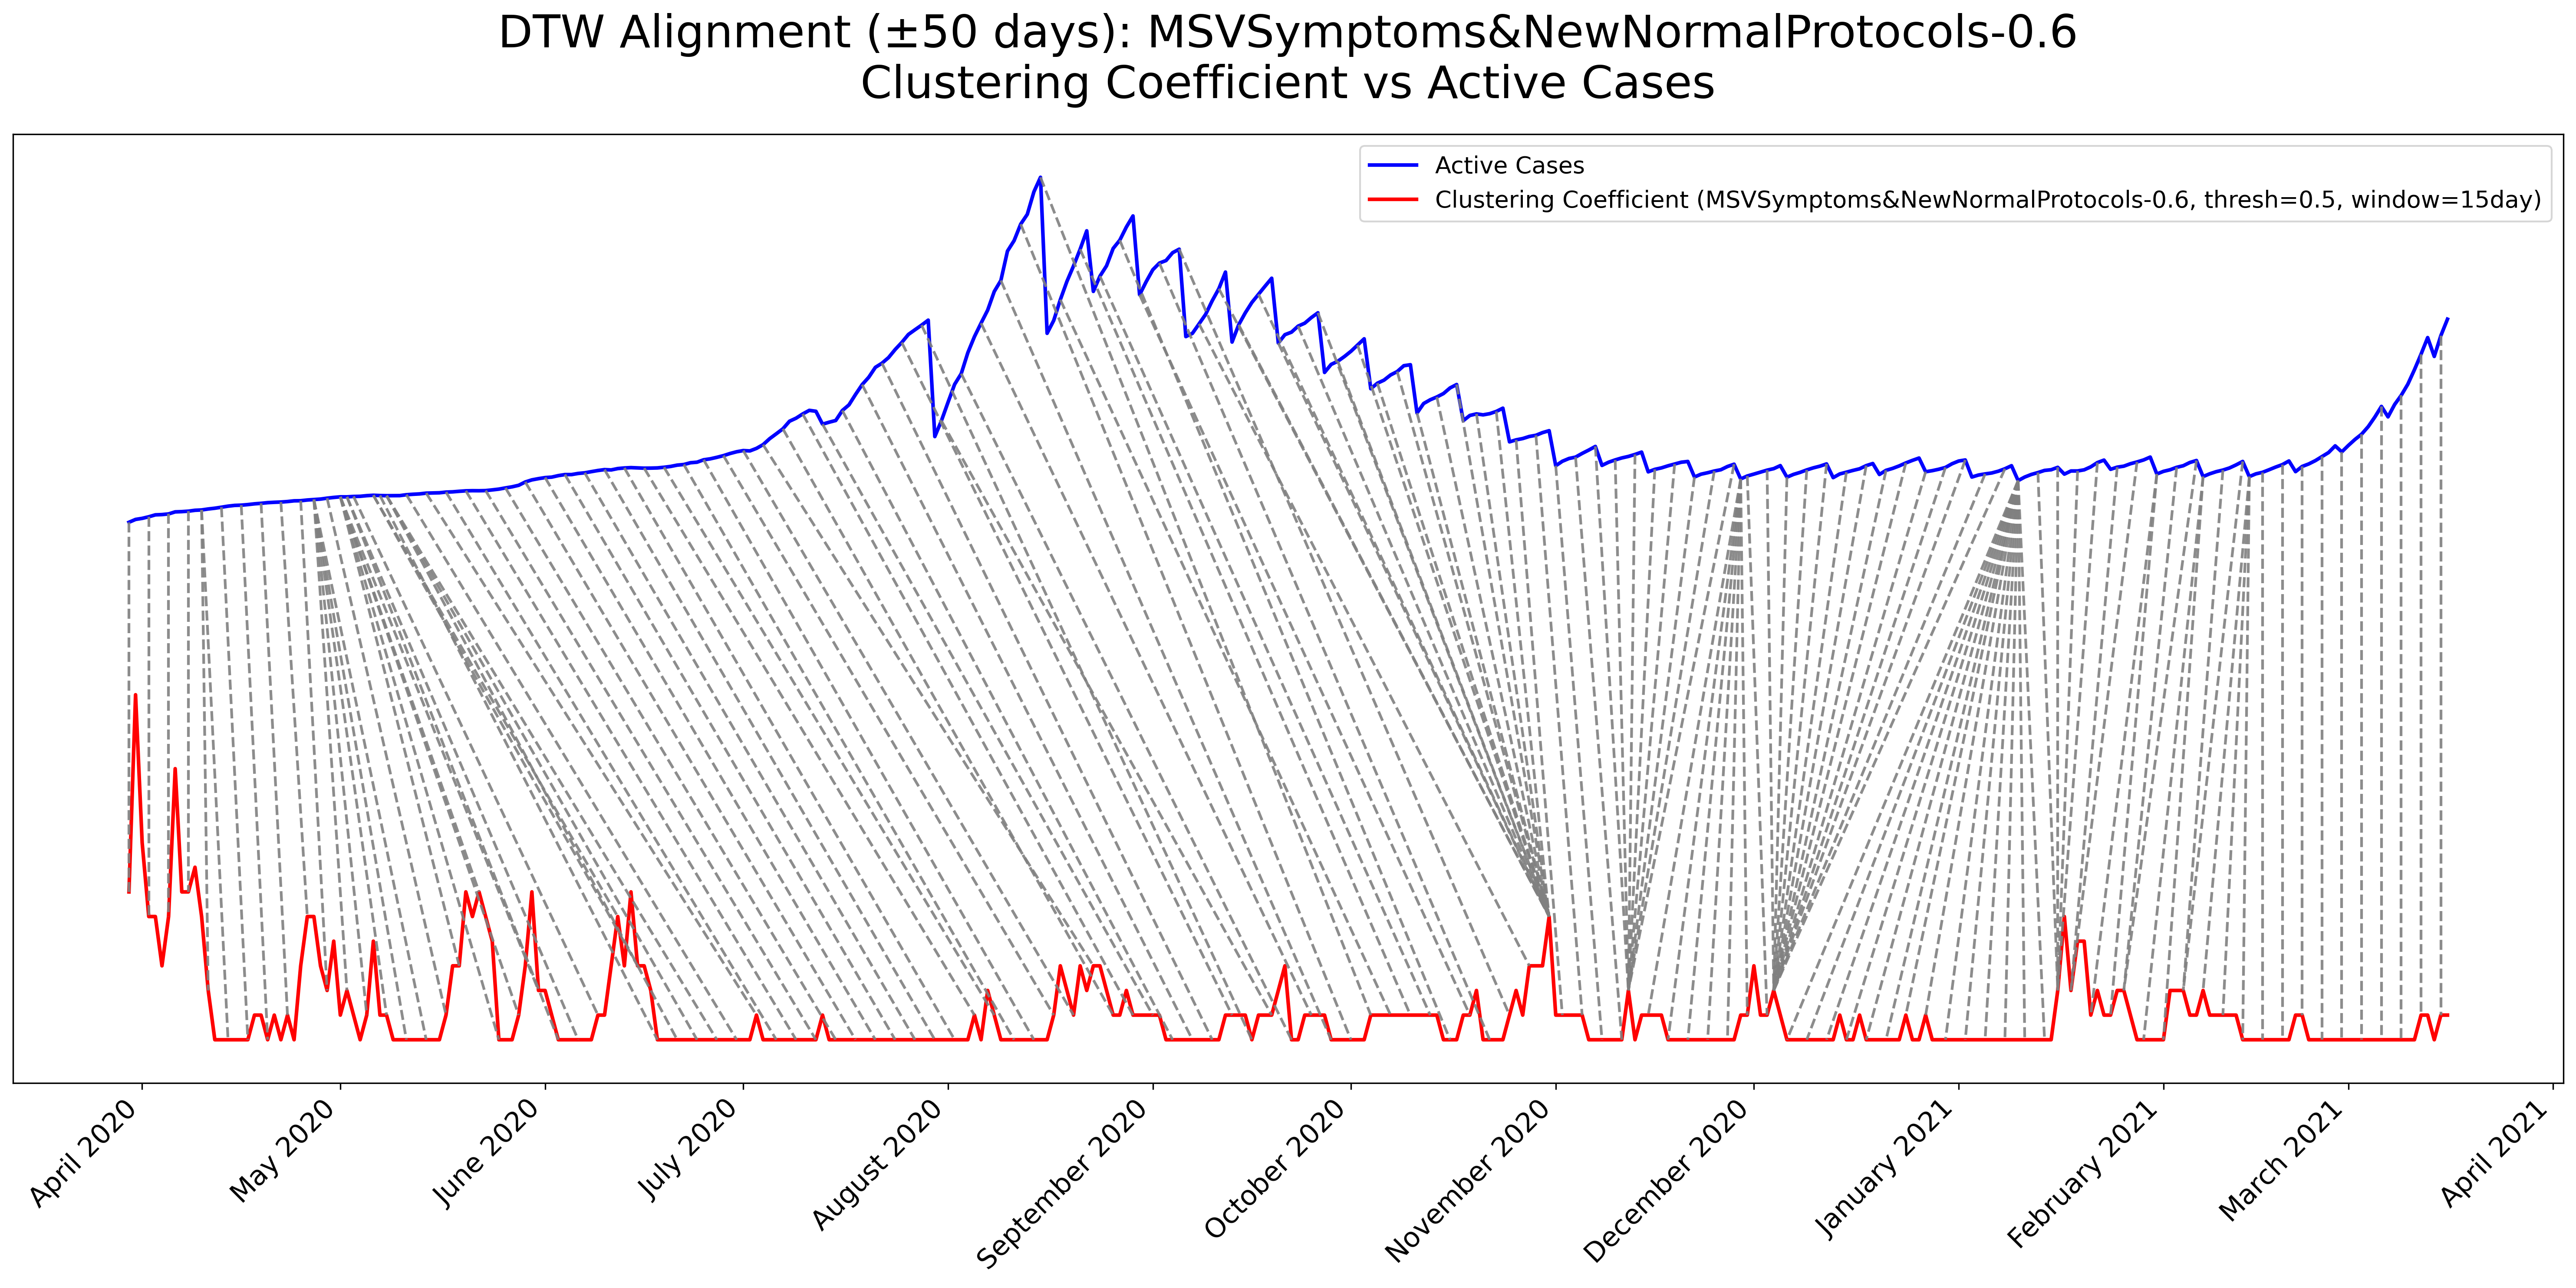 DTW Alignment (±50 days): MSVSymptoms&NewNormalProtocols-0.6
Clustering Coefficient vs Active Cases
Active Cases
Clustering Coefficient (MSVSymptoms&NewNormalProtocols-0.6, thresh=0.5, window=15day)
April 2020
May 2020
June 2020
July 2020
August 2020
September 2020
October 2020
November 2020
December 2020
January 2021
February 2021
March 2021
April 2021